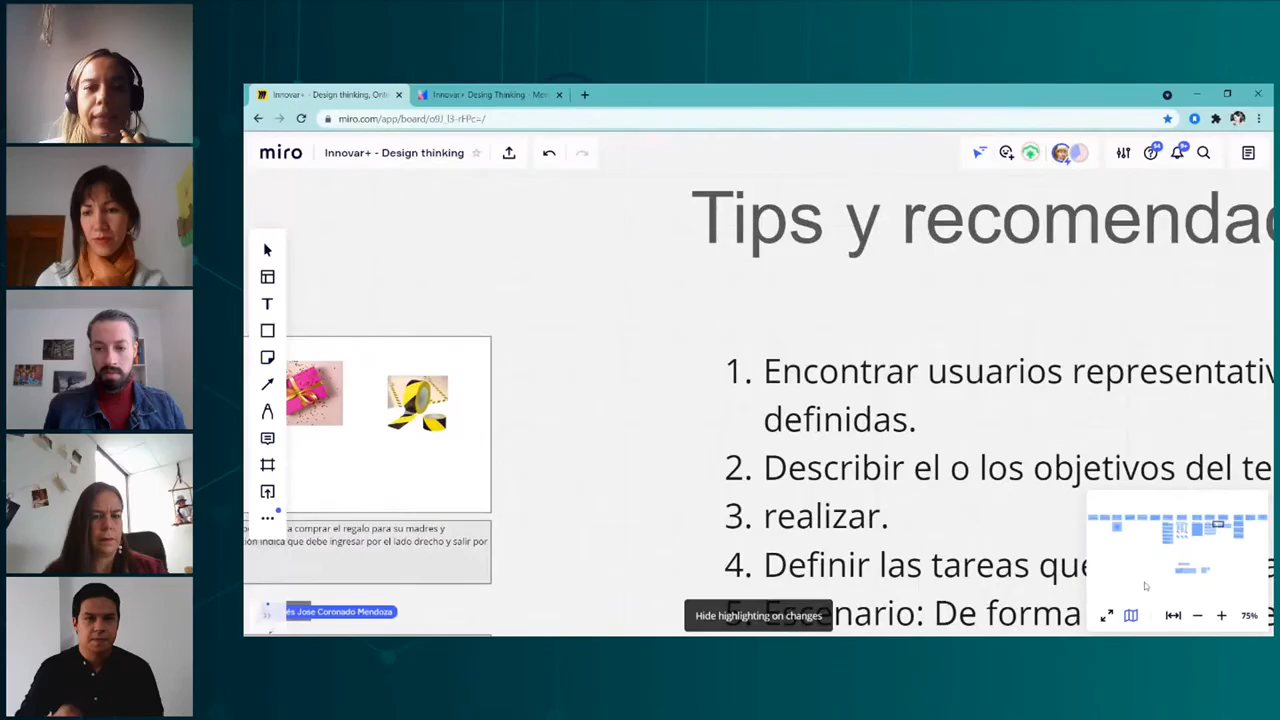 Innovar+ - Design thinking, Onl
Innovar+ Desing Thinking - Mer
miro.com/app/board/o9J_l3-rFPc=/
miro
Innovar+ - Design thinking
Tips y recomendac
1. Encontrar usuarios representativ
definidas.
2. Describir el o los objetivos del te
3. realizar.
4. Definir las tareas que
5. Escenario: De forma
a comprar el regalo para su madres y
ón indica que debe ingresar por el lado drecho y salir por
és Jose Coronado Mendoza
Hide highlighting on changes
75%